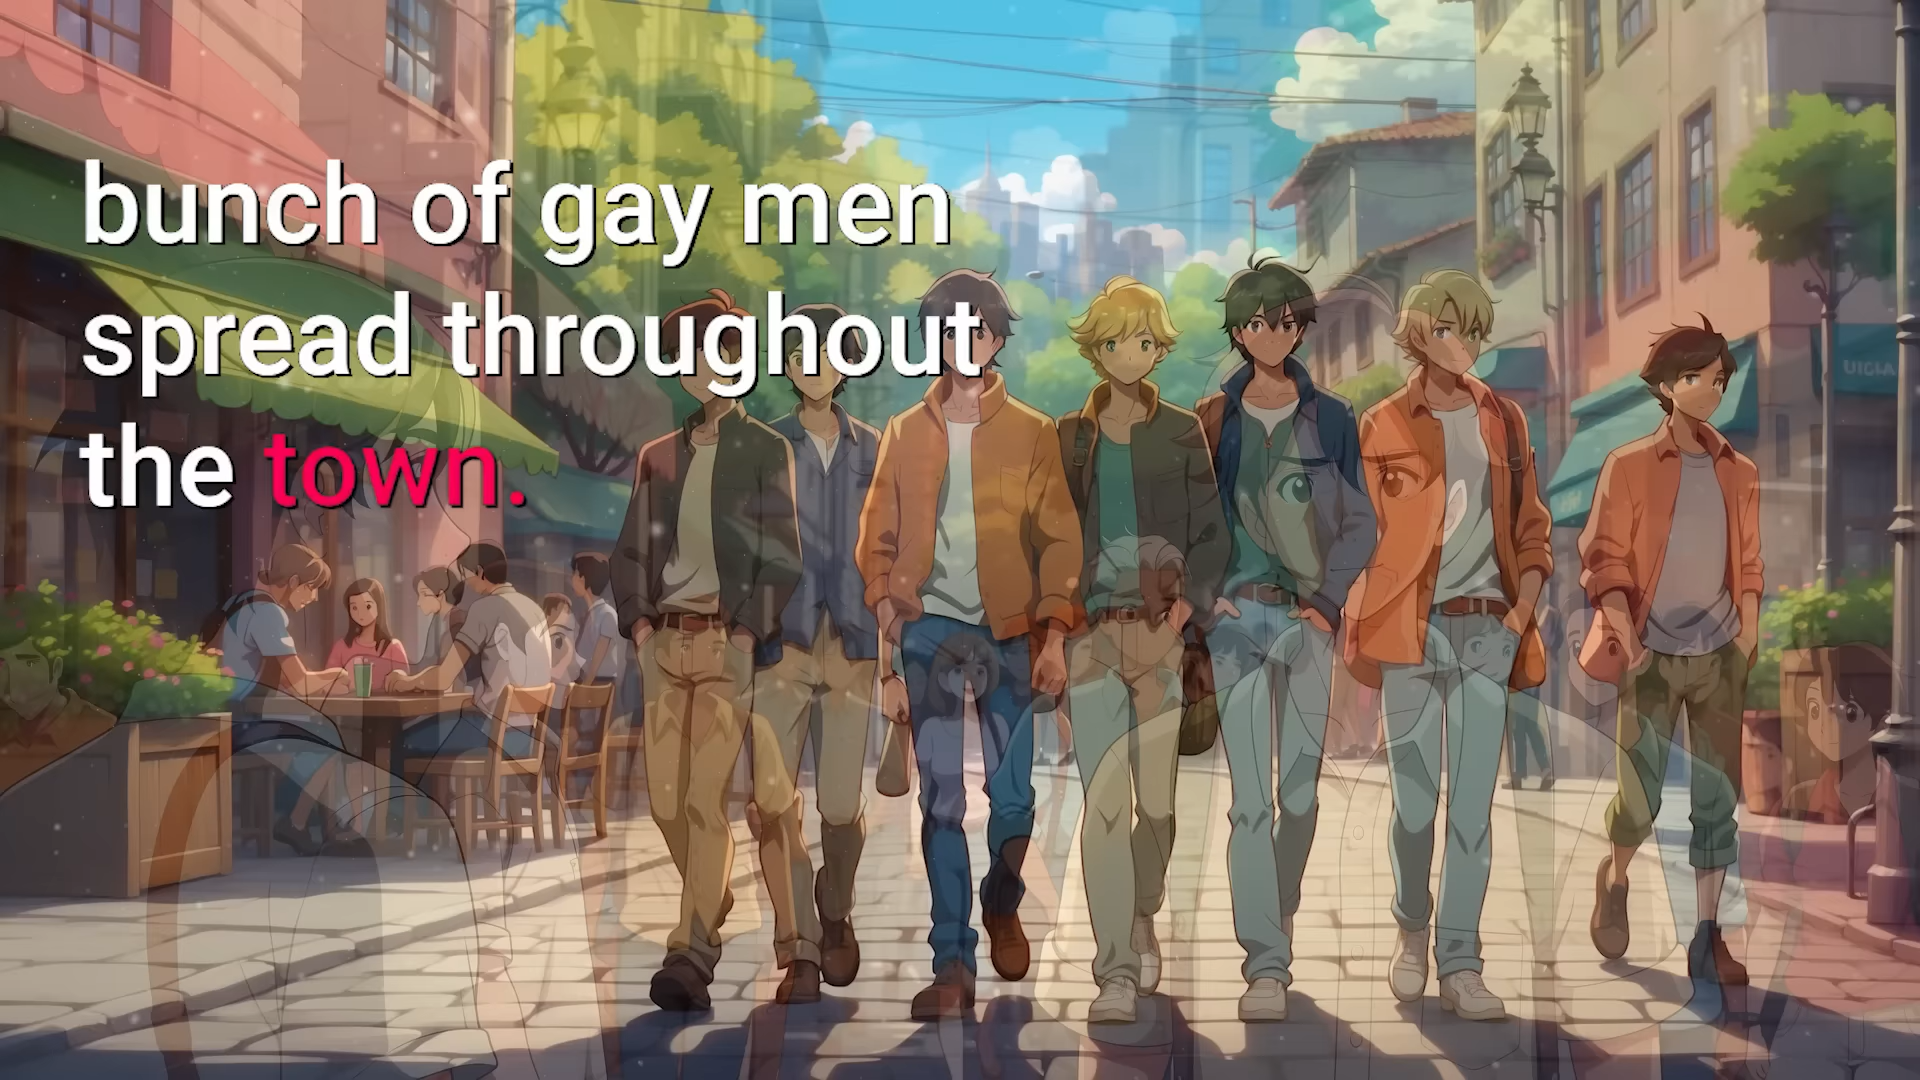 bunch of gay men
spread throughout
the town.